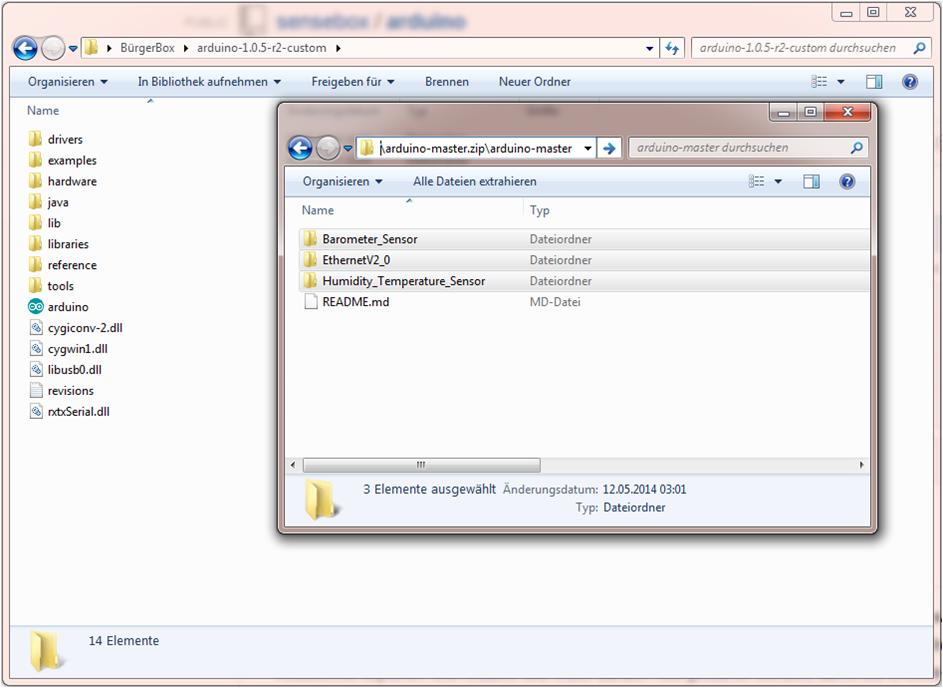 PUBLIC sensebox / arduino
BürgerBox arduino-1.0.5-r2-custom
arduino-1.0.5-r2-custom durchsuchen
Organisieren In Bibliothek aufnehmen Freigeben für Brennen Neuer Ordner
Name
drivers
examples
hardware
java
lib
libraries
reference
tools
arduino
cygiconv-2.dll
cygwin1.dll
libusb0.dll
revisions
rxtxSerial.dll
14 Elemente
\arduino-master.zip\arduino-master
arduino-master durchsuchen
Organisieren Alle Dateien extrahieren
Name Typ
Barometer_Sensor Dateiordner
EthernetV2_0 Dateiordner
Humidity_Temperature_Sensor Dateiordner
README.md MD-Datei
3 Elemente ausgewählt Änderungsdatum: 12.05.2014 03:01
Typ: Dateiordner